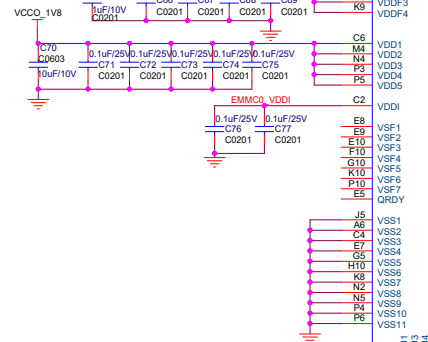 VDDF3
K9 VDDF4
VCCO_1V8
1uF/10V
C0201 C0201 C0201 C0201 C0201
C6 VDD1
M4 VDD2
N4 VDD3
P3 VDD4
P5 VDD5
C70
C0603
10uF/10V
0.1uF/25V 0.1uF/25V 0.1uF/25V 0.1uF/25V 0.1uF/25V
C71 C72 C73 C74 C75
C0201 C0201 C0201 C0201 C0201
EMMC0_VDDI C2 VDDI
0.1uF/25V 0.1uF/25V
C76 C77
C0201 C0201
E8 VSF1
E9 VSF2
E10 VSF3
F10 VSF4
G10 VSF5
K10 VSF6
P10 VSF7
E5 QRDY
J5 VSS1
A6 VSS2
C4 VSS3
E7 VSS4
G5 VSS5
H10 VSS6
K8 VSS7
N2 VSS8
N5 VSS9
P4 VSS10
P6 VSS11